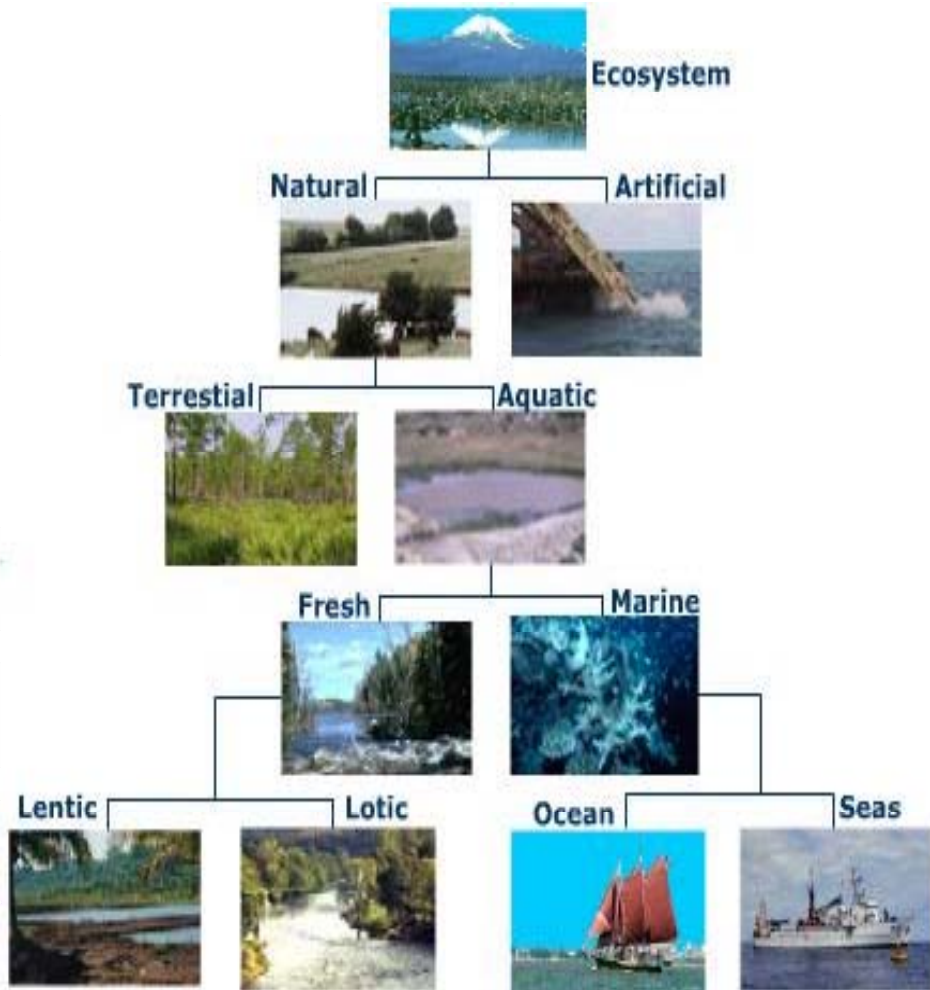 Ecosystem
Natural
Artificial
Terrestial
Aquatic
Fresh
Marine
Lentic
Lotic
Ocean
Seas